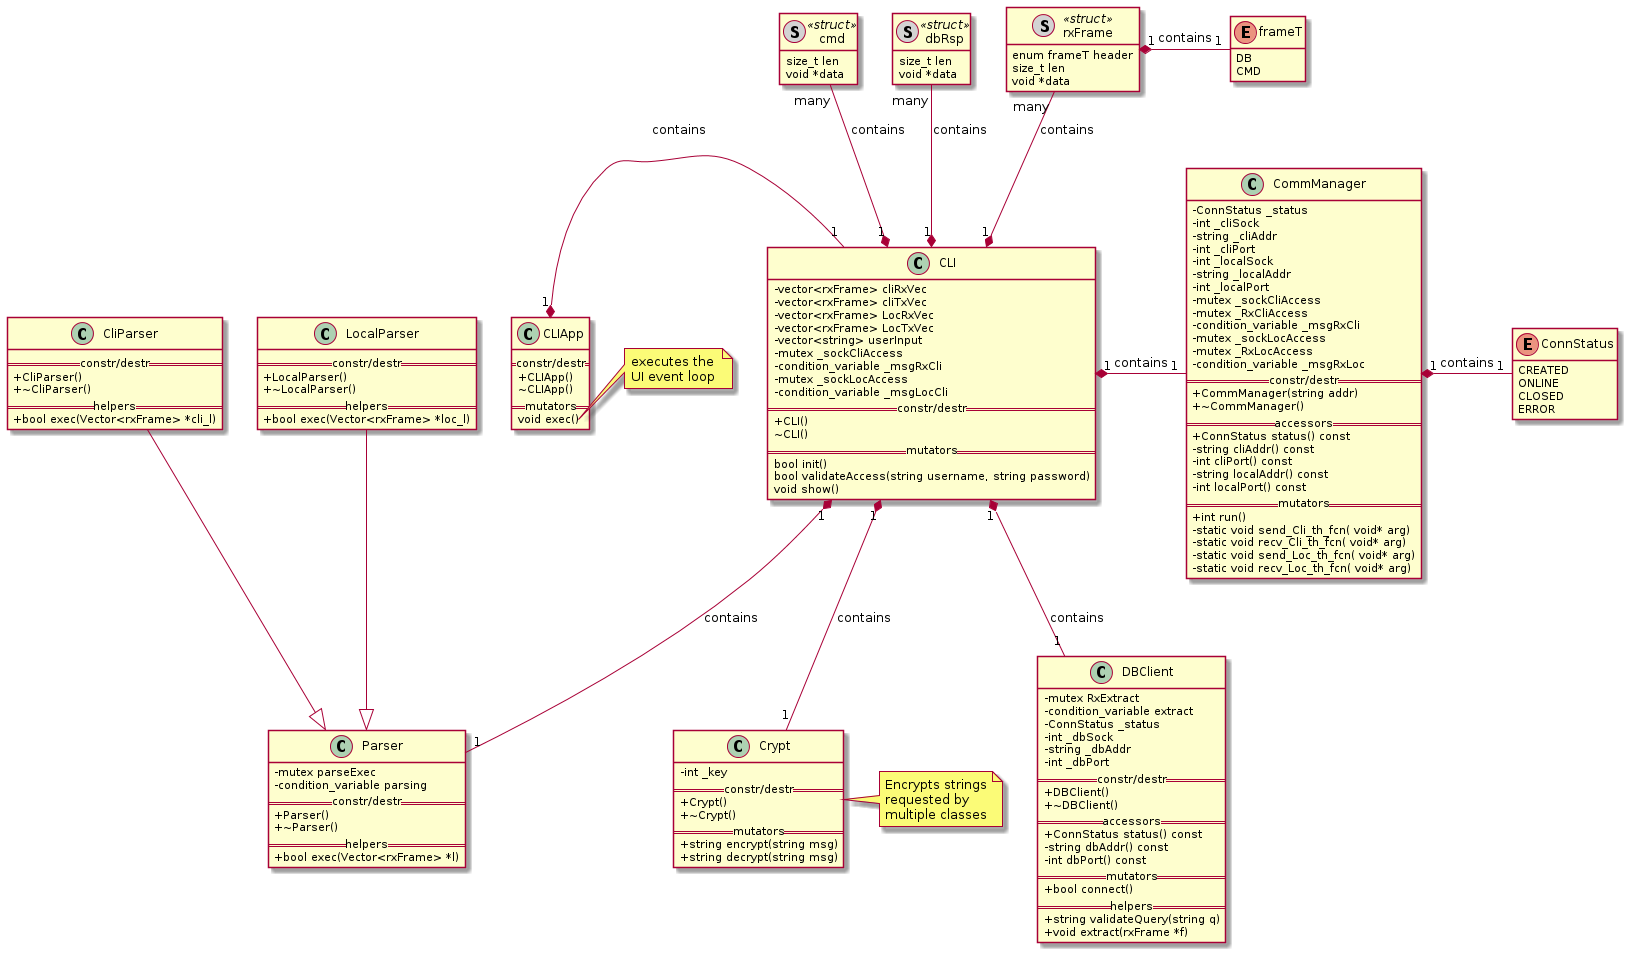 S «struct»
cmd
size_t len
void *data
S «struct»
dbRsp
size_t len
void *data
S «struct»
rxFrame
enum frameT header
size_t len
void *data
1 contains 1
E frameT
DB
CMD
many
many
many
contains
contains
contains
contains
1
1
1
1
1
C CLI
-vector<rxFrame> cliRxVec
-vector<rxFrame> cliTxVec
-vector<rxFrame> LocRxVec
-vector<rxFrame> LocTxVec
-vector<string> userInput
-mutex _sockCliAccess
-condition_variable _msgRxCli
-mutex _sockLocAccess
-condition_variable _msgLocCli
constr/destr
+CLI()
~CLI()
mutators
bool init()
bool validateAccess(string username, string password)
void show()
1 contains 1
C CommManager
-ConnStatus _status
-int _cliSock
-string _cliAddr
-int _cliPort
-int _localSock
-string _localAddr
-int _localPort
-mutex _sockCliAccess
-mutex _RxCliAccess
-condition_variable _msgRxCli
-mutex _sockLocAccess
-mutex _RxLocAccess
-condition_variable _msgRxLoc
constr/destr
+CommManager(string addr)
+~CommManager()
accessors
+ConnStatus status() const
-string cliAddr() const
-int cliPort() const
-string localAddr() const
-int localPort() const
mutators
+int run()
-static void send_Cli_th_fcn( void* arg)
-static void recv_Cli_th_fcn( void* arg)
-static void send_Loc_th_fcn( void* arg)
-static void recv_Loc_th_fcn( void* arg)
1 contains 1
E ConnStatus
CREATED
ONLINE
CLOSED
ERROR
C CliParser
constr/destr
+CliParser()
+~CliParser()
helpers
+bool exec(Vector<rxFrame> *cli_l)
C LocalParser
constr/destr
+LocalParser()
+~LocalParser()
helpers
+bool exec(Vector<rxFrame> *loc_l)
C CLIApp
constr/destr
+CLIApp()
~CLIApp()
mutators
void exec()
executes the
UI event loop
1
1
1
contains
contains
contains
1
1
1
C Parser
-mutex parseExec
-condition_variable parsing
constr/destr
+Parser()
+~Parser()
helpers
+bool exec(Vector<rxFrame> *l)
C Crypt
-int _key
constr/destr
+Crypt()
+~Crypt()
mutators
+string encrypt(string msg)
+string decrypt(string msg)
Encrypts strings
requested by
multiple classes
C DBClient
-mutex RxExtract
-condition_variable extract
-ConnStatus _status
-int _dbSock
-string _dbAddr
-int _dbPort
constr/destr
+DBClient()
+~DBClient()
accessors
+ConnStatus status() const
-string dbAddr() const
-int dbPort() const
mutators
+bool connect()
helpers
+string validateQuery(string q)
+void extract(rxFrame *f)